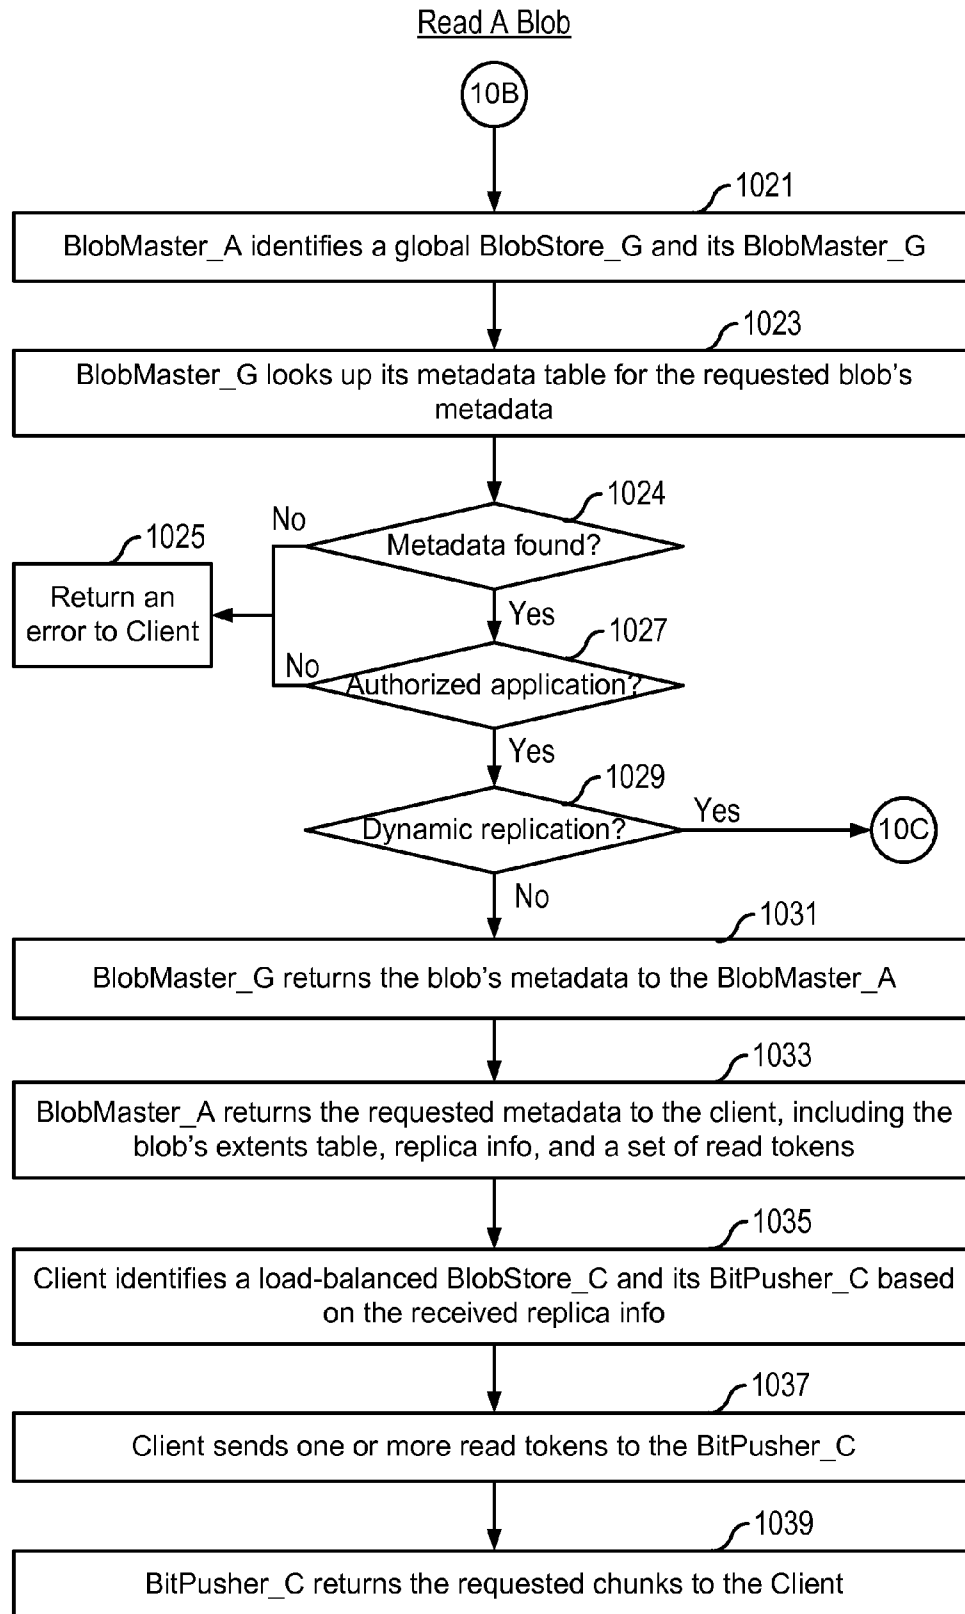 Read A Blob
10B
1021
BlobMaster_A identifies a global BlobStore_G and its BlobMaster_G
1023
BlobMaster_G looks up its metadata table for the requested blob's
metadata
1024
No
Metadata found?
1025
Return an
error to Client
Yes
1027
No
Authorized application?
Yes
1029
Dynamic replication?
Yes
10C
No
1031
BlobMaster_G returns the blob's metadata to the BlobMaster_A
1033
BlobMaster_A returns the requested metadata to the client, including the
blob's extents table, replica info, and a set of read tokens
1035
Client identifies a load-balanced BlobStore_C and its BitPusher_C based
on the received replica info
1037
Client sends one or more read tokens to the BitPusher_C
1039
BitPusher_C returns the requested chunks to the Client